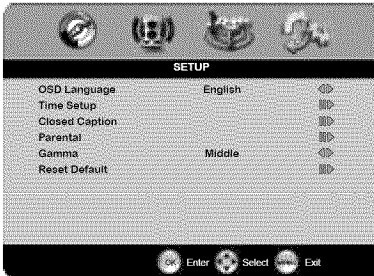 SETUP
OSD Language English
Time Setup
Closed Caption
Parental
Gamma Middle
Reset Default
OK Enter Select Exit